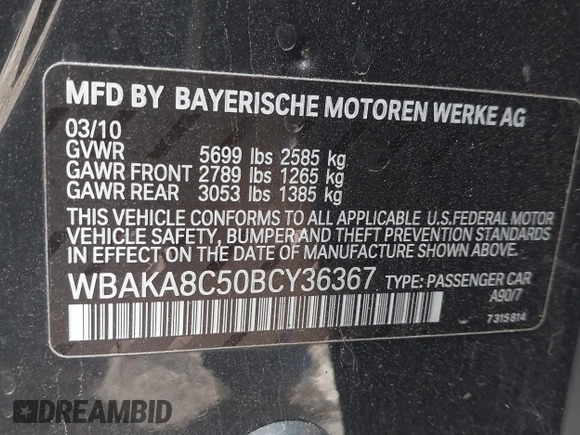 MFD BY BAYERISCHE MOTOREN WERKE AG
03/10
GVWR 5699 lbs 2585 kg
GAWR FRONT 2789 lbs 1265 kg
GAWR REAR 3053 lbs 1385 kg
THIS VEHICLE CONFORMS TO ALL APPLICABLE U.S.FEDERAL MOTOR
VEHICLE SAFETY, BUMPER AND THEFT PREVENTION STANDARDS
IN EFFECT ON THE DATE OF MANUFACTURE SHOWN ABOVE.
WBAKA8C50BCY36367 TYPE: PASSENGER CAR
A90/7
7315814
DREAMBID